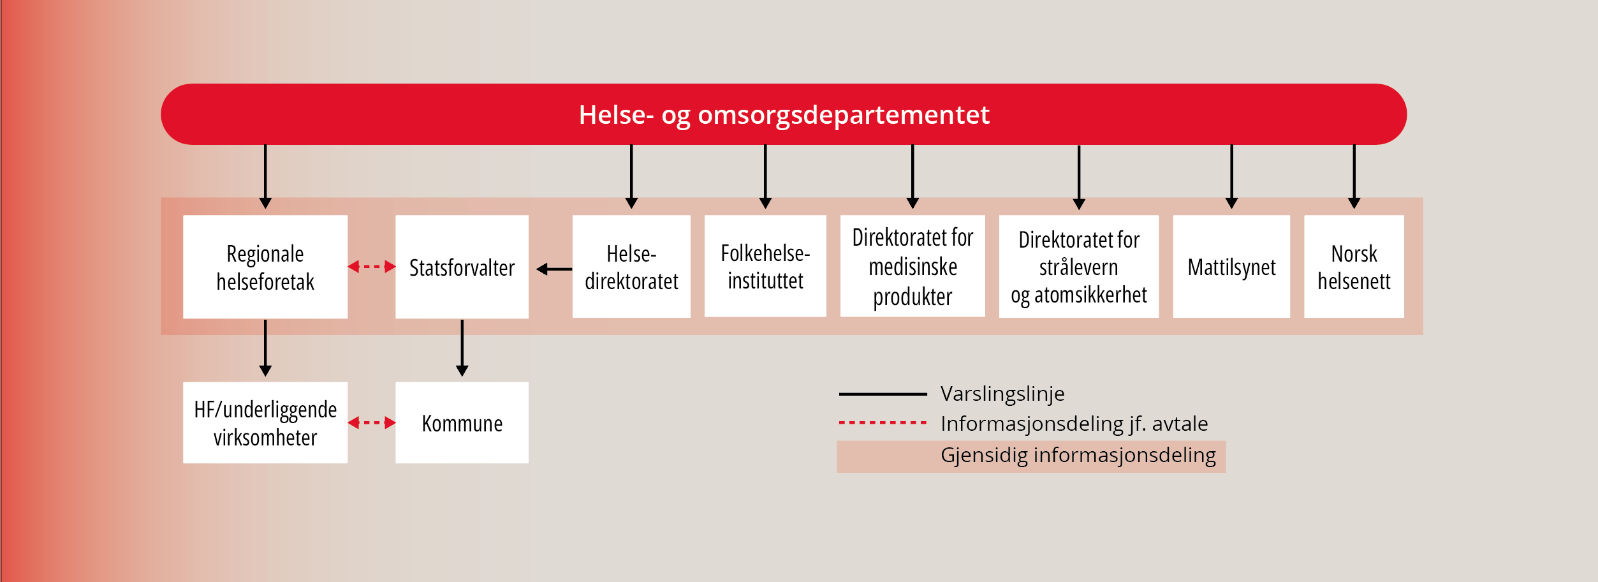 Helse- og omsorgsdepartementet
Regionale
helseforetak
Statsforvalter
Helse-
direktoratet
Folkehelse-
instituttet
Direktoratet for
medisinske
produkter
Direktoratet for
strålevern
og atomsikkerhet
Mattilsynet
Norsk
helsenett
HF/underliggende
virksomheter
Kommune
Varslingslinje
Informasjonsdeling jf. avtale
Gjensidig informasjonsdeling